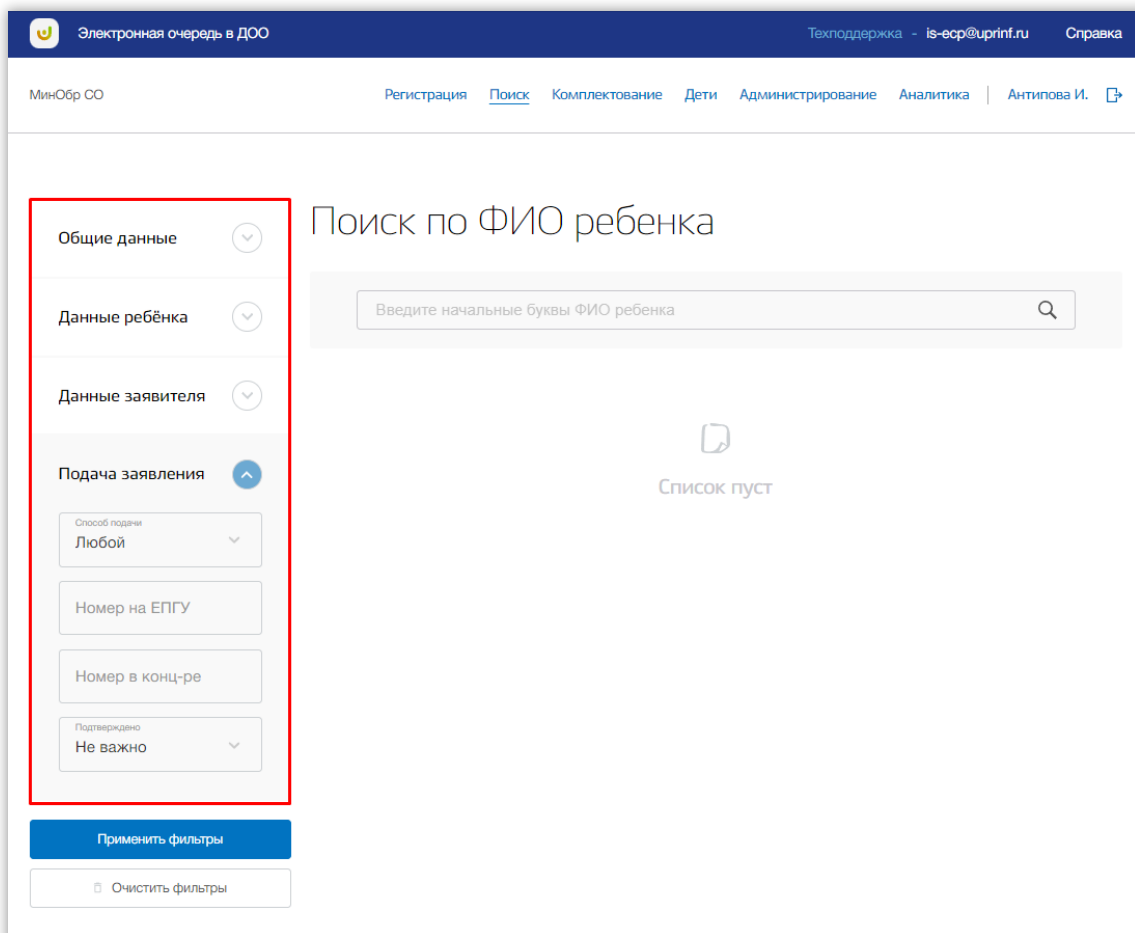 Электронная очередь в ДОО
Техподдержка - is-ecp@uprinf.ru Справка
МинОбр СО
Регистрация Поиск Комплектование Дети Администрирование Аналитика Антипова И.
Поиск по ФИО ребенка
Введите начальные буквы ФИО ребенка
Список пуст
Общие данные
Данные ребёнка
Данные заявителя
Подача заявления
Способ подачи
Любой
Номер на ЕПГУ
Номер в конц-ре
Подтверждено
Не важно
Применить фильтры
Очистить фильтры